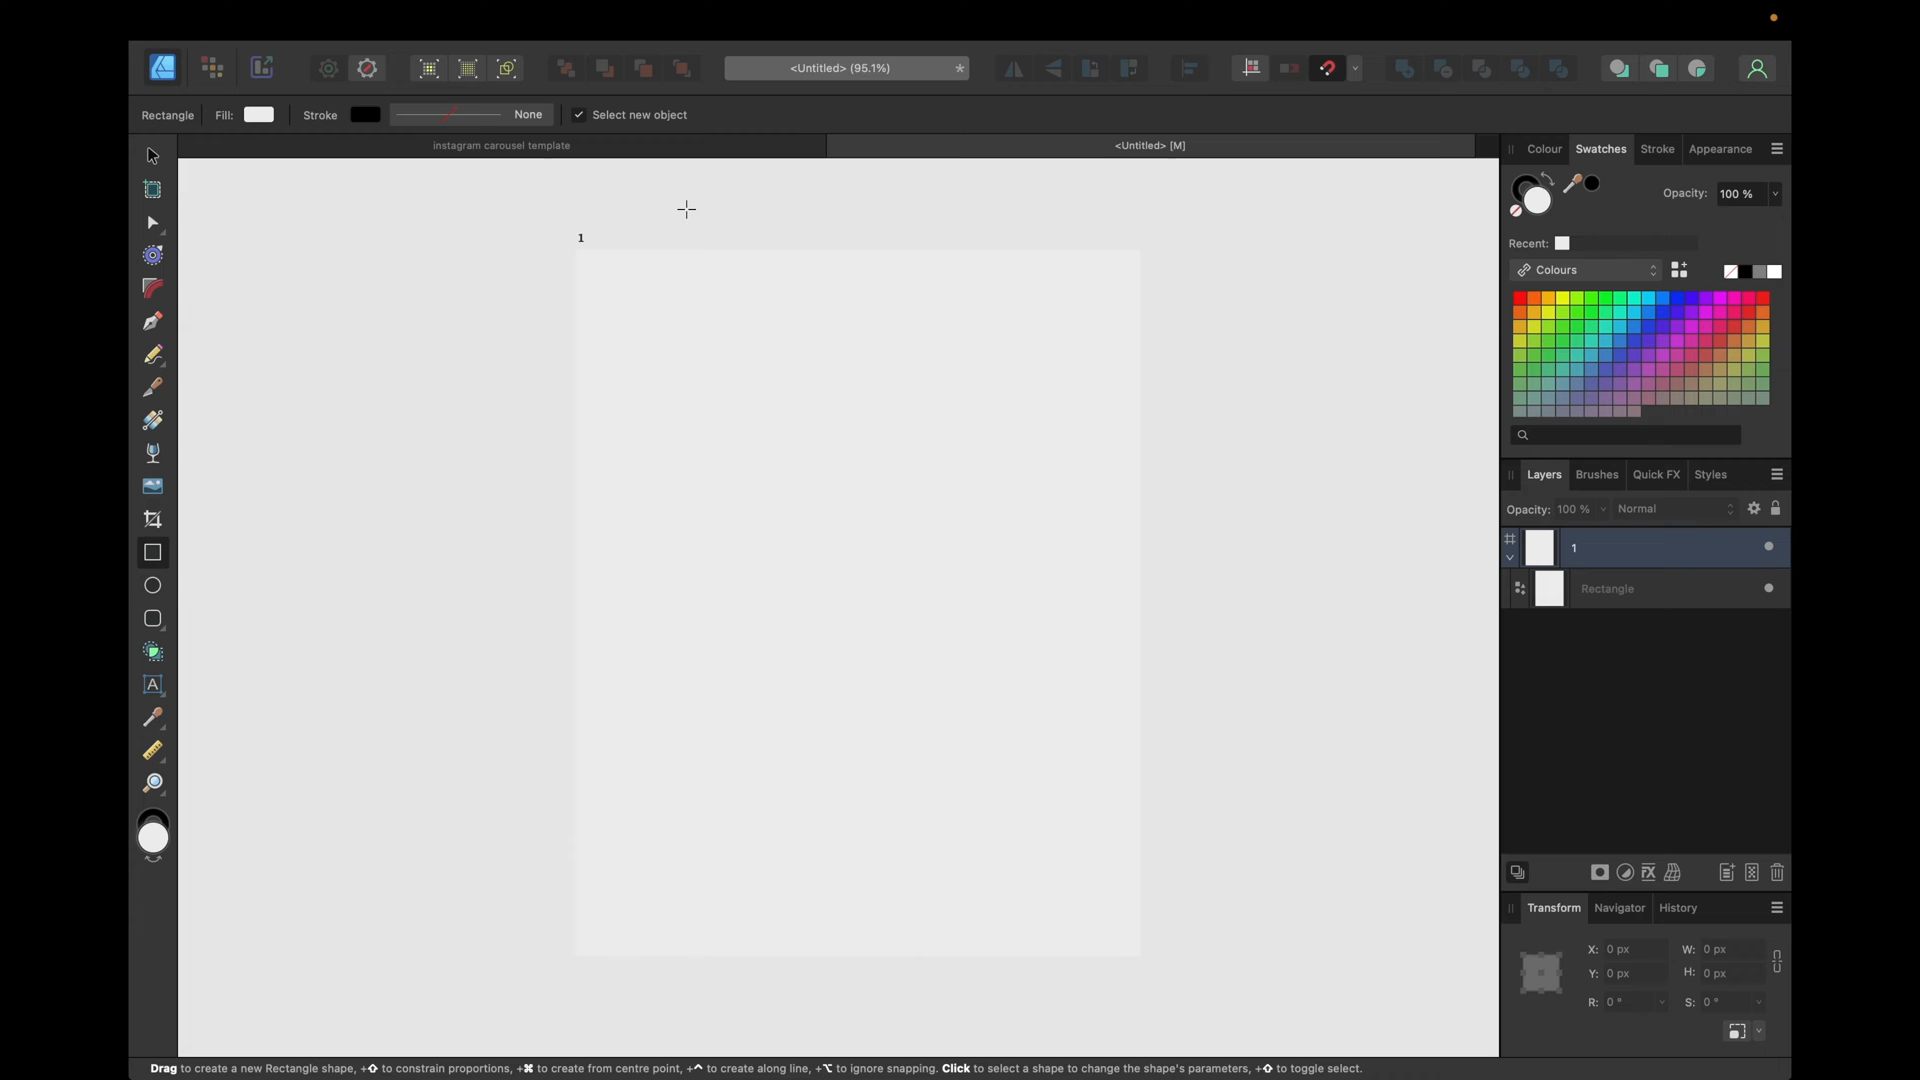 <Untitled> (95.1%)
*
Rectangle
Fill:
Stroke
None
Select new object
instagram carousel template
<Untitled> [M]
1
Colour
Swatches
Stroke
Appearance
Opacity:
100 %
Recent:
Colours
Layers
Brushes
Quick FX
Styles
Opacity:
100 %
Normal
1
Rectangle
A
Transform
Navigator
History
X: 0 px
W: 0 px
Y: 0 px
H: 0 px
R: 0 °
S: 0 °
Drag to create a new Rectangle shape, +⇧ to constrain proportions, +⌘ to create from centre point, +⌃ to create along line, +⌥ to ignore snapping. Click to select a shape to change the shape's parameters, +⇧ to toggle select.